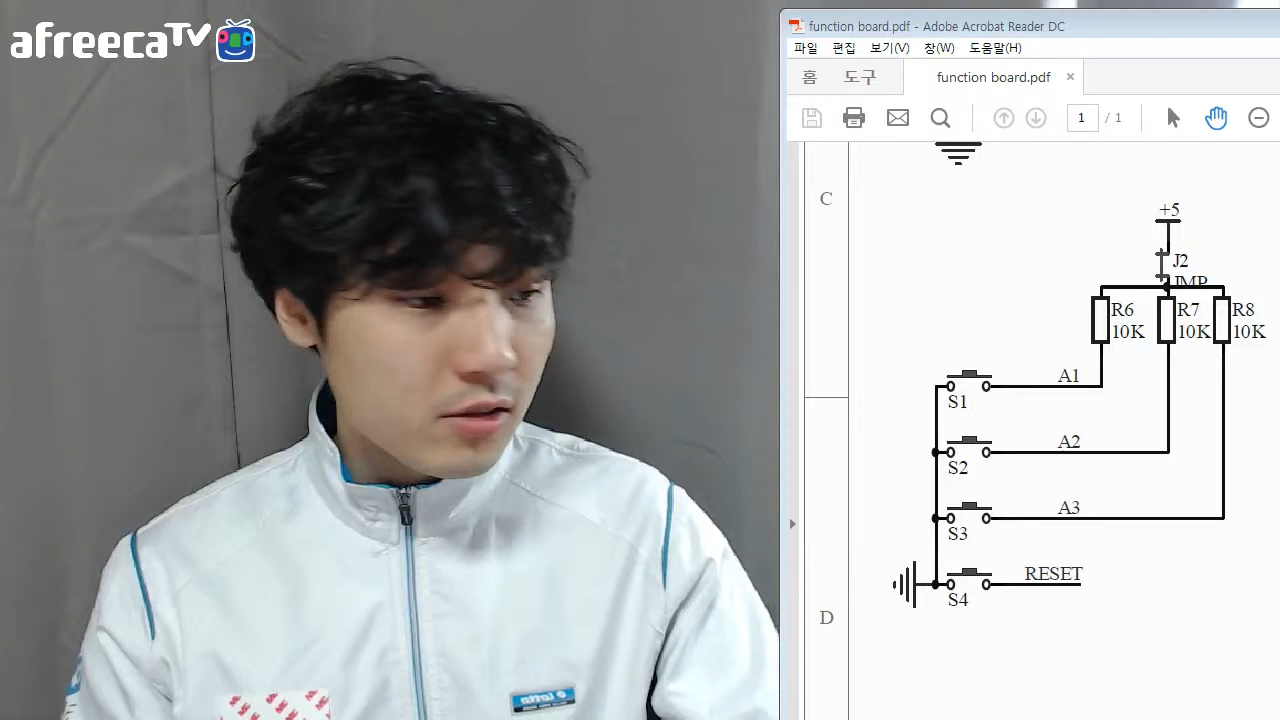 afreecaTV
function board.pdf - Adobe Acrobat Reader DC
파일 편집 보기(V) 창(W) 도움말(H)
홈 도구 function board.pdf ×
1 / 1
C
+5
J2
JMP
R6 R7 R8
10K 10K 10K
A1
S1
A2
S2
A3
S3
RESET
S4
D